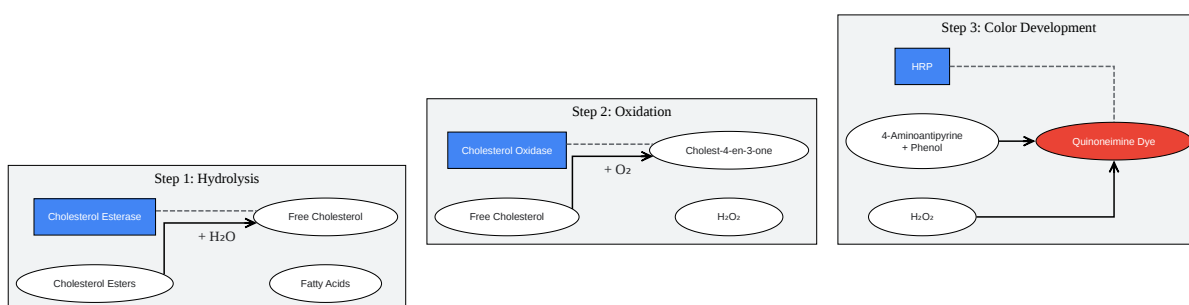 Step 1: Hydrolysis
Cholesterol Esterase
Free Cholesterol
+ H₂O
Cholesterol Esters
Fatty Acids
Step 2: Oxidation
Cholesterol Oxidase
Cholest-4-en-3-one
+ O₂
Free Cholesterol
H₂O₂
Step 3: Color Development
HRP
4-Aminoantipyrine
+ Phenol
Quinoneimine Dye
H₂O₂